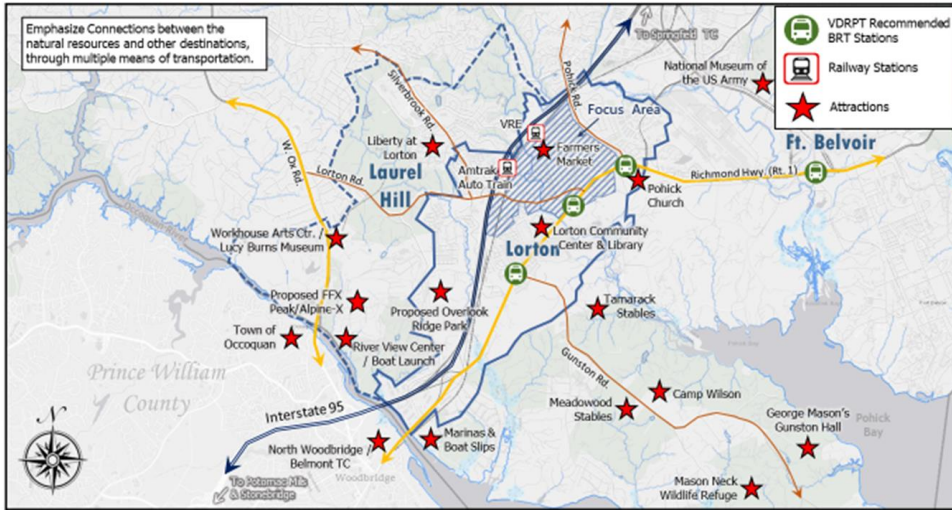 Emphasize Connections between the
natural resources and other destinations,
through multiple means of transportation.
To Springfield TC
VDRPT Recommended
BRT Stations
Railway Stations
Attractions
National Museum of
the US Army
Silverbrook Rd.
Pohick Rd.
Focus Area
VRE
Farmers
Market
Liberty at
Lorton
W. Ox Rd.
Lorton Rd
Laurel
Hill
Amtrak
Auto Train
Ft. Belvoir
Richmond Hwy. (Rt. 1)
Pohick
Church
Occoquan River
Workhouse Arts Ctr. /
Lucy Burns Museum
Lorton Community
Center & Library
Lorton
Proposed FFX
Peak/Alpine-X
Proposed Overlook
Ridge Park
Tamarack
Stables
Town of
Occoquan
River View Center
/ Boat Launch
Prince William
County
Gunston Rd.
Camp Wilson
Meadowood
Stables
George Mason's
Gunston Hall
Pohick
Bay
Interstate 95
N
North Woodbridge /
Belmont TC
Marinas &
Boat Slips
Woodbridge
To Potomac Mills
& Stonebridge
Mason Neck
Wildlife Refuge